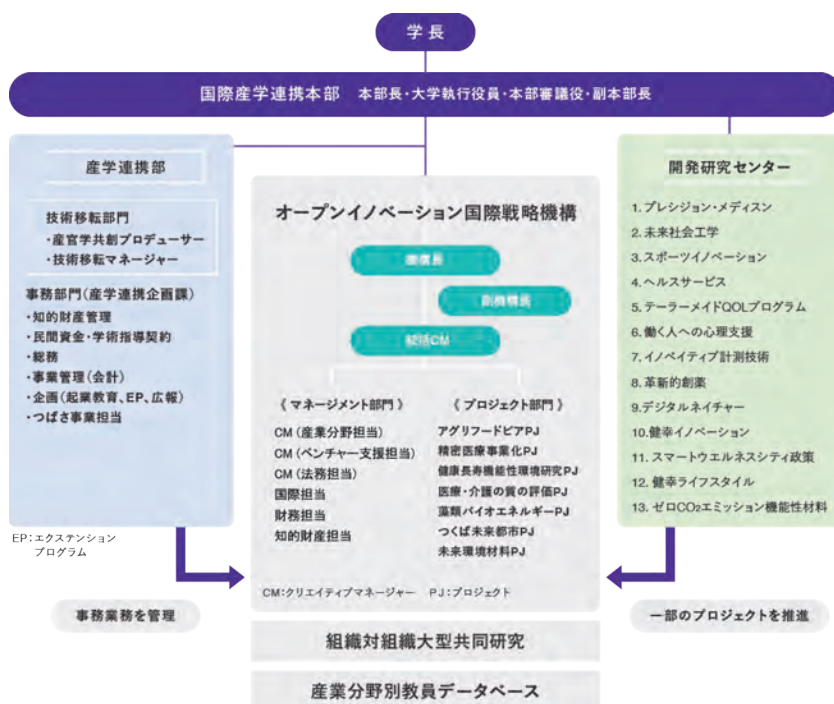 学長
国際産学連携本部 本部長・大学執行役員・本部審議役・副本部長
産学連携部
技術移転部門
・産官学共創プロデューサー
・技術移転マネージャー
事務部門(産学連携企画課)
・知的財産管理
・民間資金・学術指導契約
・総務
・事業管理(会計)
・企画(起業教育、EP、広報)
・つばさ事業担当
EP:エクステンション
プログラム
事務業務を管理
オープンイノベーション国際戦略機構
機構長
副機構長
統括CM
《マネージメント部門》
CM(産業分野担当)
CM(ベンチャー支援担当)
CM(法務担当)
国際担当
財務担当
知的財産担当
《プロジェクト部門》
アグリフードピアPJ
精密医療事業化PJ
健康長寿機能性環境研究PJ
医療・介護の質の評価PJ
藻類バイオエネルギーPJ
つくば未来都市PJ
未来環境材料PJ
CM:クリエイティブマネージャー PJ:プロジェクト
組織対組織大型共同研究
産業分野別教員データベース
開発研究センター
1. プレシジョン・メディスン
2. 未来社会工学
3. スポーツイノベーション
4. ヘルスサービス
5. テーラーメイドQOLプログラム
6. 働く人への心理支援
7. イノベイティブ計測技術
8. 革新的創薬
9. デジタルネイチャー
10. 健幸イノベーション
11. スマートウエルネスシティ政策
12. 健幸ライフスタイル
13. ゼロCO2エミッション機能性材料
一部のプロジェクトを推進